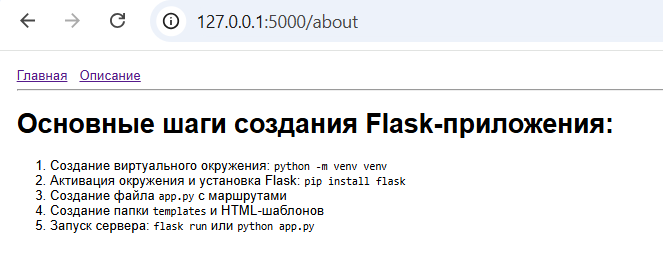 127.0.0.1:5000/about
Главная Описание
Основные шаги создания Flask-приложения:
1. Создание виртуального окружения: python -m venv venv
2. Активация окружения и установка Flask: pip install flask
3. Создание файла app.py с маршрутами
4. Создание папки templates и HTML-шаблонов
5. Запуск сервера: flask run или python app.py